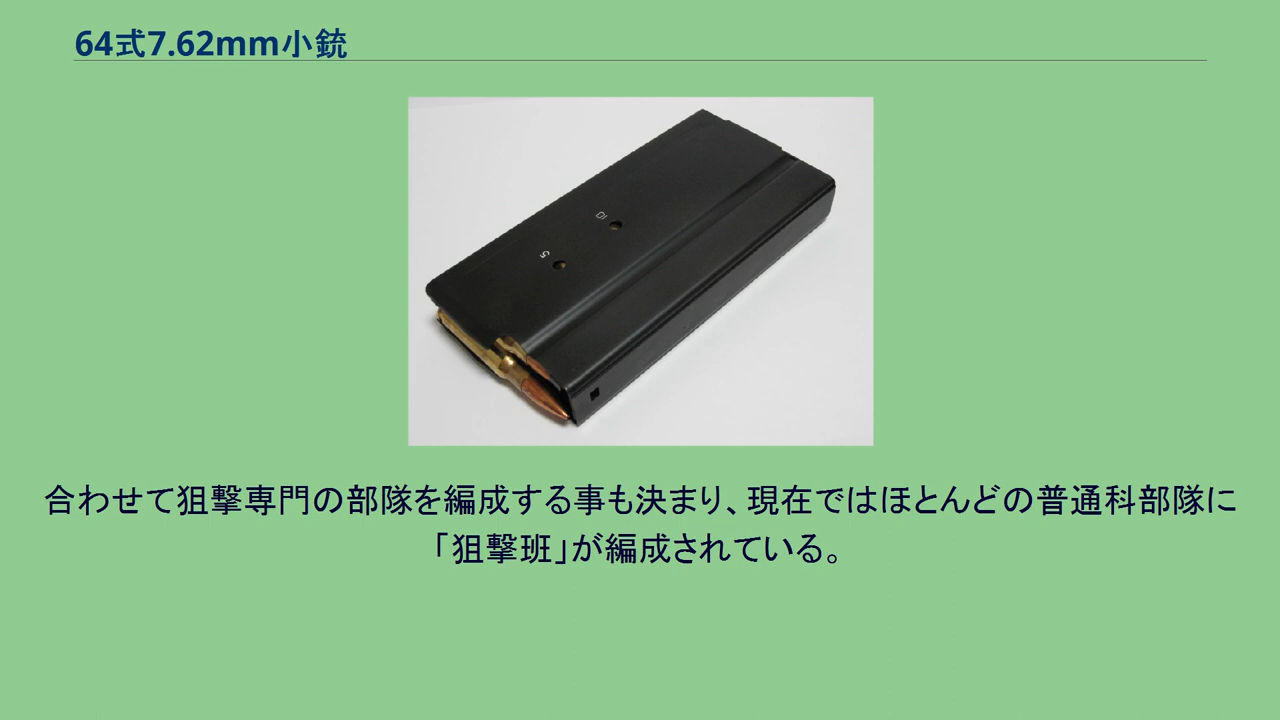 64式7.62mm小銃
10
5
合わせて狙撃専門の部隊を編成する事も決まり、現在ではほとんどの普通科部隊に
「狙撃班」が編成されている。